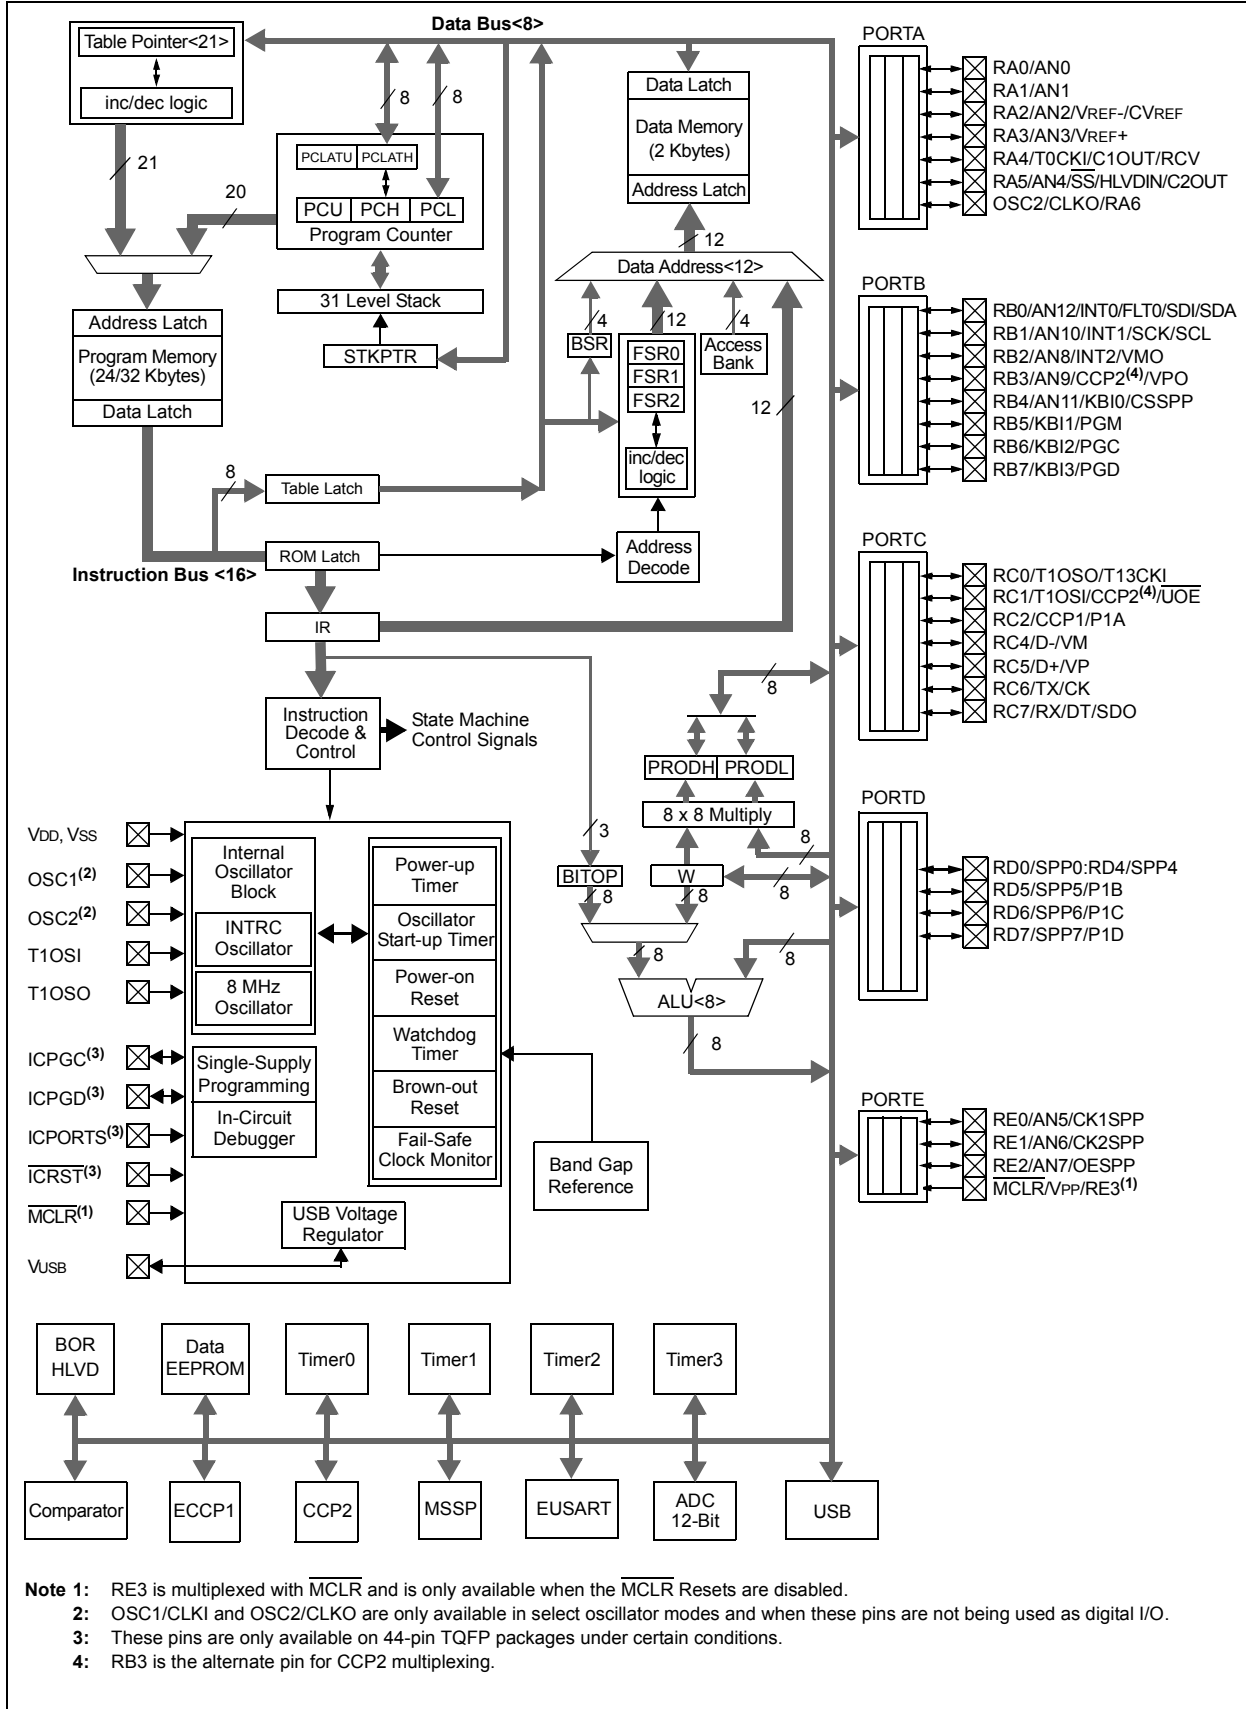 Data Bus<8>
Table Pointer<21>
inc/dec logic
21
20
8
8
PCLATU PCLATH
PCU PCH PCL
Program Counter
31 Level Stack
STKPTR
Address Latch
Program Memory
(24/32 Kbytes)
Data Latch
Data Latch
Data Memory
(2 Kbytes)
Address Latch
12
Data Address<12>
4
12
4
BSR
FSR0
FSR1
FSR2
inc/dec
logic
Access
Bank
12
8
Table Latch
ROM Latch
Instruction Bus <16>
Address
Decode
IR
Instruction
Decode &
Control
State Machine
Control Signals
8
PRODH PRODL
8 x 8 Multiply
3
8
BITOP
W
8
8
8
8
8
ALU<8>
8
VDD, VSS
OSC1(2)
OSC2(2)
T1OSI
T1OSO
ICPGC(3)
ICPGD(3)
ICPORTS(3)
ICRST(3)
MCLR(1)
VUSB
Internal
Oscillator
Block
INTRC
Oscillator
8 MHz
Oscillator
Single-Supply
Programming
In-Circuit
Debugger
Power-up
Timer
Oscillator
Start-up Timer
Power-on
Reset
Watchdog
Timer
Brown-out
Reset
Fail-Safe
Clock Monitor
USB Voltage
Regulator
Band Gap
Reference
PORTA
RA0/AN0
RA1/AN1
RA2/AN2/VREF-/CVREF
RA3/AN3/VREF+
RA4/T0CKI/C1OUT/RCV
RA5/AN4/SS/HLVDIN/C2OUT
OSC2/CLKO/RA6
PORTB
RB0/AN12/INT0/FLT0/SDI/SDA
RB1/AN10/INT1/SCK/SCL
RB2/AN8/INT2/VMO
RB3/AN9/CCP2(4)/VPO
RB4/AN11/KBI0/CSSPP
RB5/KBI1/PGM
RB6/KBI2/PGC
RB7/KBI3/PGD
PORTC
RC0/T1OSO/T13CKI
RC1/T1OSI/CCP2(4)/UOE
RC2/CCP1/P1A
RC4/D-/VM
RC5/D+/VP
RC6/TX/CK
RC7/RX/DT/SDO
PORTD
RD0/SPP0:RD4/SPP4
RD5/SPP5/P1B
RD6/SPP6/P1C
RD7/SPP7/P1D
PORTE
RE0/AN5/CK1SPP
RE1/AN6/CK2SPP
RE2/AN7/OESPP
MCLR/VPP/RE3(1)
BOR
HLVD
Data
EEPROM
Timer0
Timer1
Timer2
Timer3
Comparator
ECCP1
CCP2
MSSP
EUSART
ADC
12-Bit
USB
Note 1: RE3 is multiplexed with MCLR and is only available when the MCLR Resets are disabled.
2: OSC1/CLKI and OSC2/CLKO are only available in select oscillator modes and when these pins are not being used as digital I/O.
3: These pins are only available on 44-pin TQFP packages under certain conditions.
4: RB3 is the alternate pin for CCP2 multiplexing.